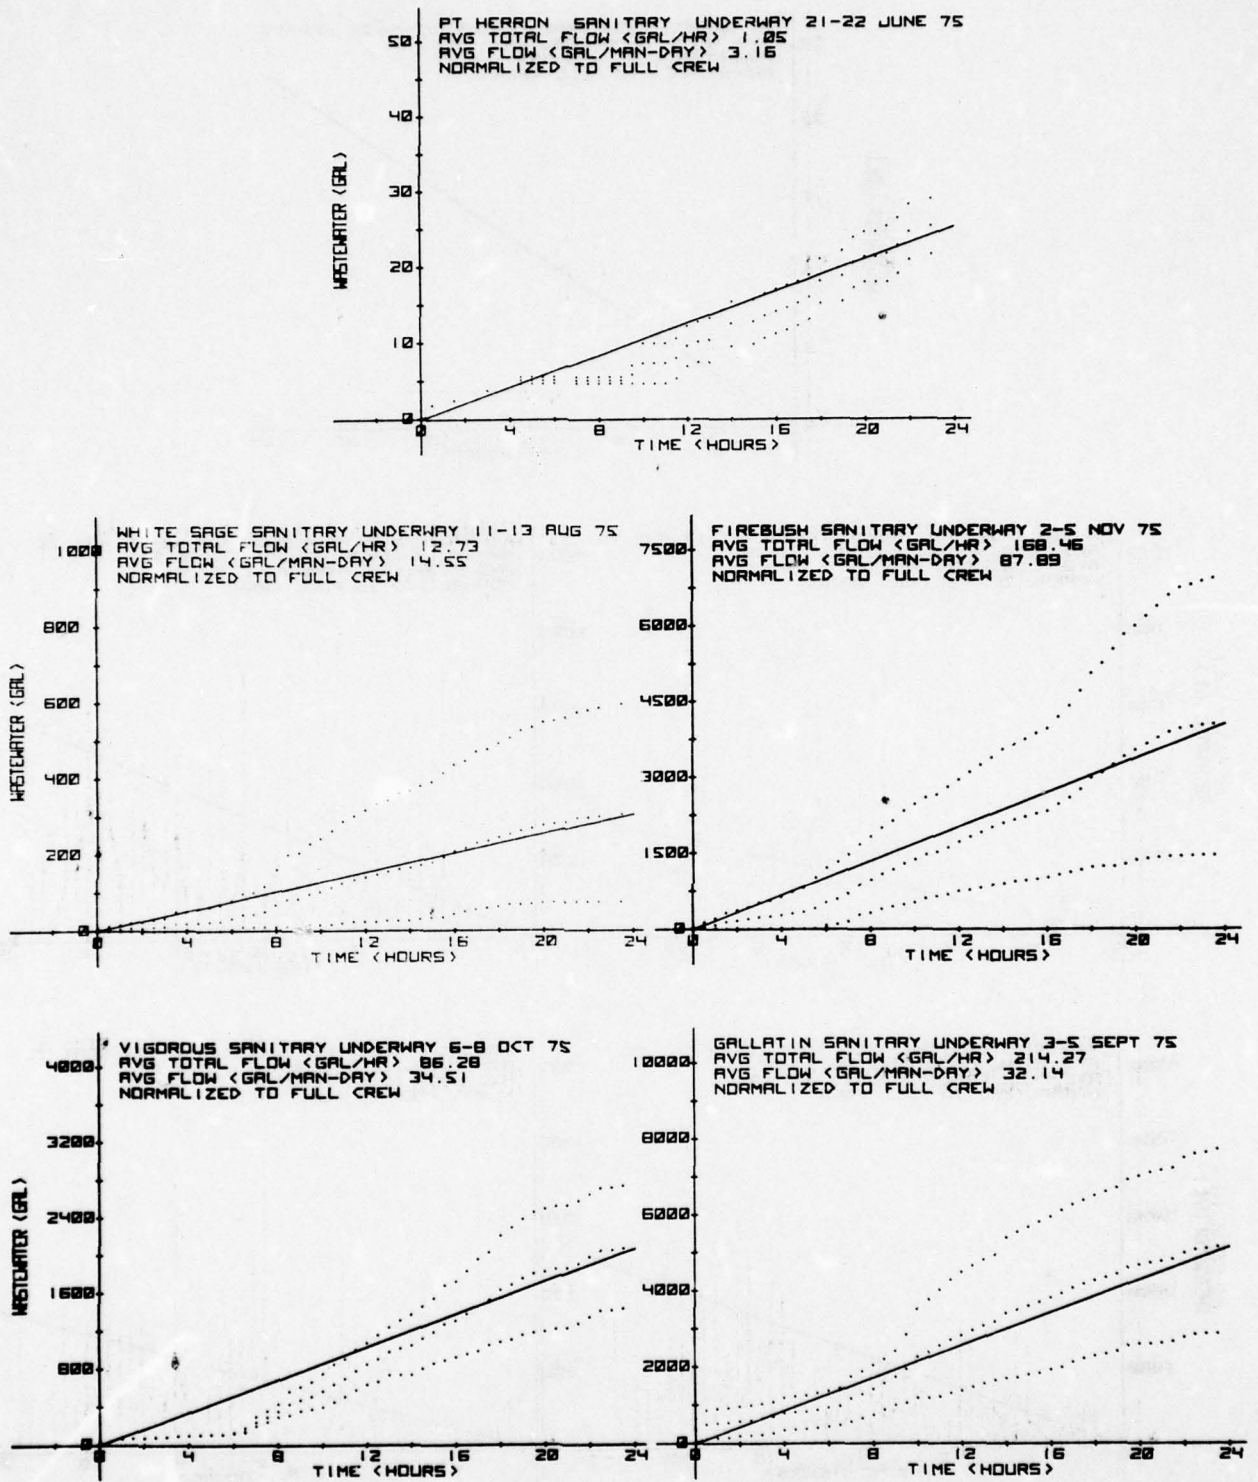 PT HERRON SANITARY UNDERWAY 21-22 JUNE 75
AVG TOTAL FLOW <GAL/HR> 1.05
AVG FLOW <GAL/MAN-DAY> 3.16
NORMALIZED TO FULL CREW
50
40
30
20
10
0
WASTEWATER <GAL>
0 4 8 12 16 20 24
TIME <HOURS>
WHITE SAGE SANITARY UNDERWAY 11-13 AUG 75
AVG TOTAL FLOW <GAL/HR> 12.73
AVG FLOW <GAL/MAN-DAY> 14.55
NORMALIZED TO FULL CREW
1000
800
600
400
200
0
WASTEWATER <GAL>
0 4 8 12 16 20 24
TIME <HOURS>
FIREBUSH SANITARY UNDERWAY 2-5 NOV 75
AVG TOTAL FLOW <GAL/HR> 168.46
AVG FLOW <GAL/MAN-DAY> 87.89
NORMALIZED TO FULL CREW
7500
6000
4500
3000
1500
0
0 4 8 12 16 20 24
TIME <HOURS>
VIGOROUS SANITARY UNDERWAY 6-8 OCT 75
AVG TOTAL FLOW <GAL/HR> 86.28
AVG FLOW <GAL/MAN-DAY> 34.51
NORMALIZED TO FULL CREW
4000
3200
2400
1600
800
0
WASTEWATER <GAL>
0 4 8 12 16 20 24
TIME <HOURS>
GALLATIN SANITARY UNDERWAY 3-5 SEPT 75
AVG TOTAL FLOW <GAL/HR> 214.27
AVG FLOW <GAL/MAN-DAY> 32.14
NORMALIZED TO FULL CREW
10000
8000
6000
4000
2000
0
0 4 8 12 16 20 24
TIME <HOURS>